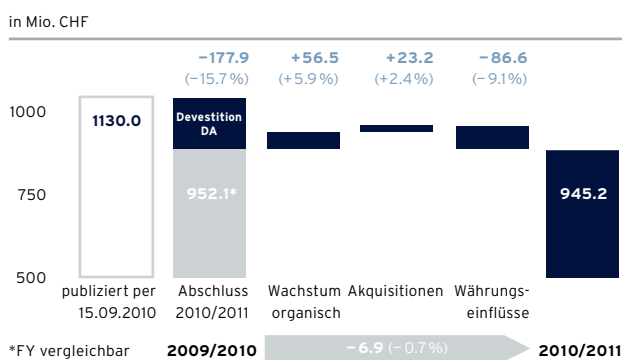 in Mio. CHF
−177.9 +56.5 +23.2 −86.6
(−15.7 %) (+5.9 %) (+2.4 %) (−9.1 %)
1000
1130.0
Devestition
DA
750
952.1*
945.2
500
publiziert per Abschluss Wachstum Akquisitionen Währungs-
15.09.2010 2010/2011 organisch einflüsse
*FY vergleichbar 2009/2010 −6.9 (−0.7 %) 2010/2011